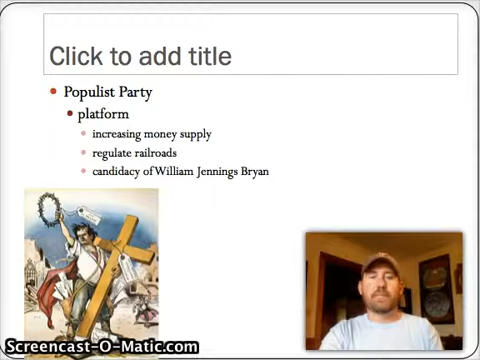 Click to add title
Populist Party
platform
increasing money supply
regulate railroads
candidacy of William Jennings Bryan
Screencast-O-Matic.com